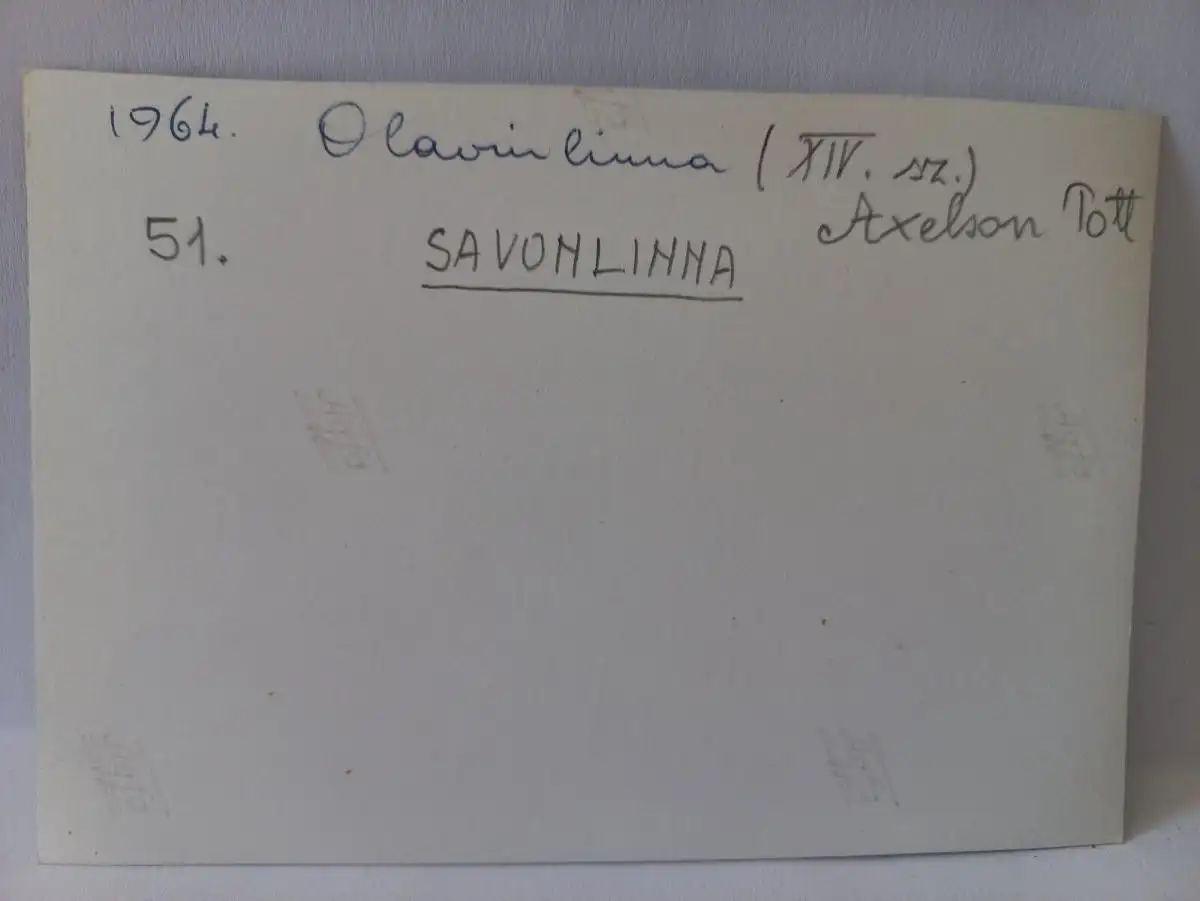 1964. Olavinlinna (XIV. sz.)
Axelson Tott
51. SAVONLINNA